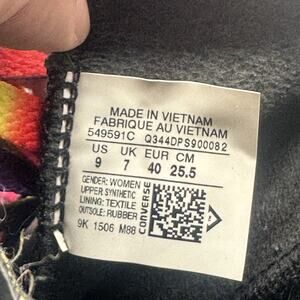 MADE IN VIETNAM
FABRIQUE AU VIETNAM
549591C Q344DPS900082
US UK EUR CM
9 7 40 25.5
GENDER: WOMEN
UPPER: SYNTHETIC
LINING: TEXTILE
OUTSOLE: RUBBER
CONVERSE
9K 1506 M88